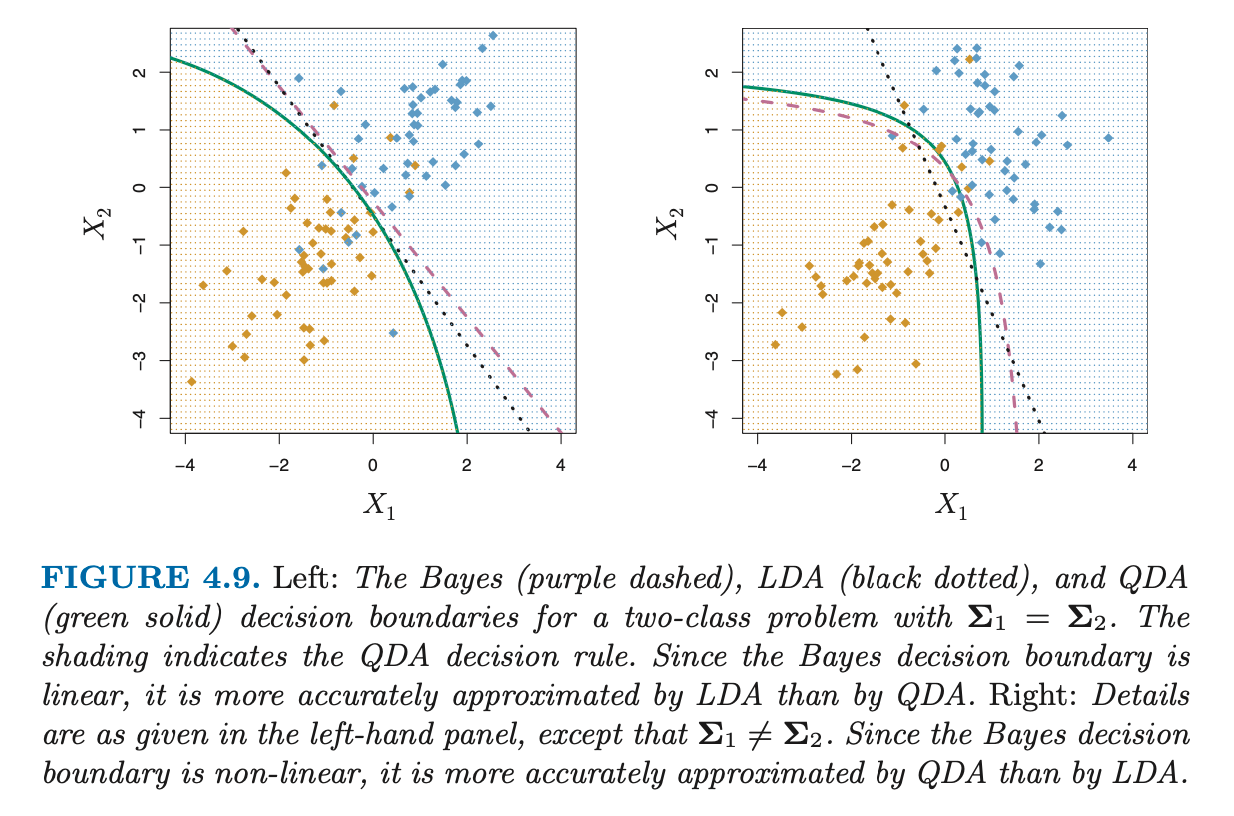 2
1
0
−1
−2
−3
−4
X2
−4
−2
0
2
4
X1
2
1
0
−1
−2
−3
−4
X2
−4
−2
0
2
4
X1
FIGURE 4.9. Left: The Bayes (purple dashed), LDA (black dotted), and QDA
(green solid) decision boundaries for a two-class problem with Σ1 = Σ2. The
shading indicates the QDA decision rule. Since the Bayes decision boundary is
linear, it is more accurately approximated by LDA than by QDA. Right: Details
are as given in the left-hand panel, except that Σ1 ≠ Σ2. Since the Bayes decision
boundary is non-linear, it is more accurately approximated by QDA than by LDA.